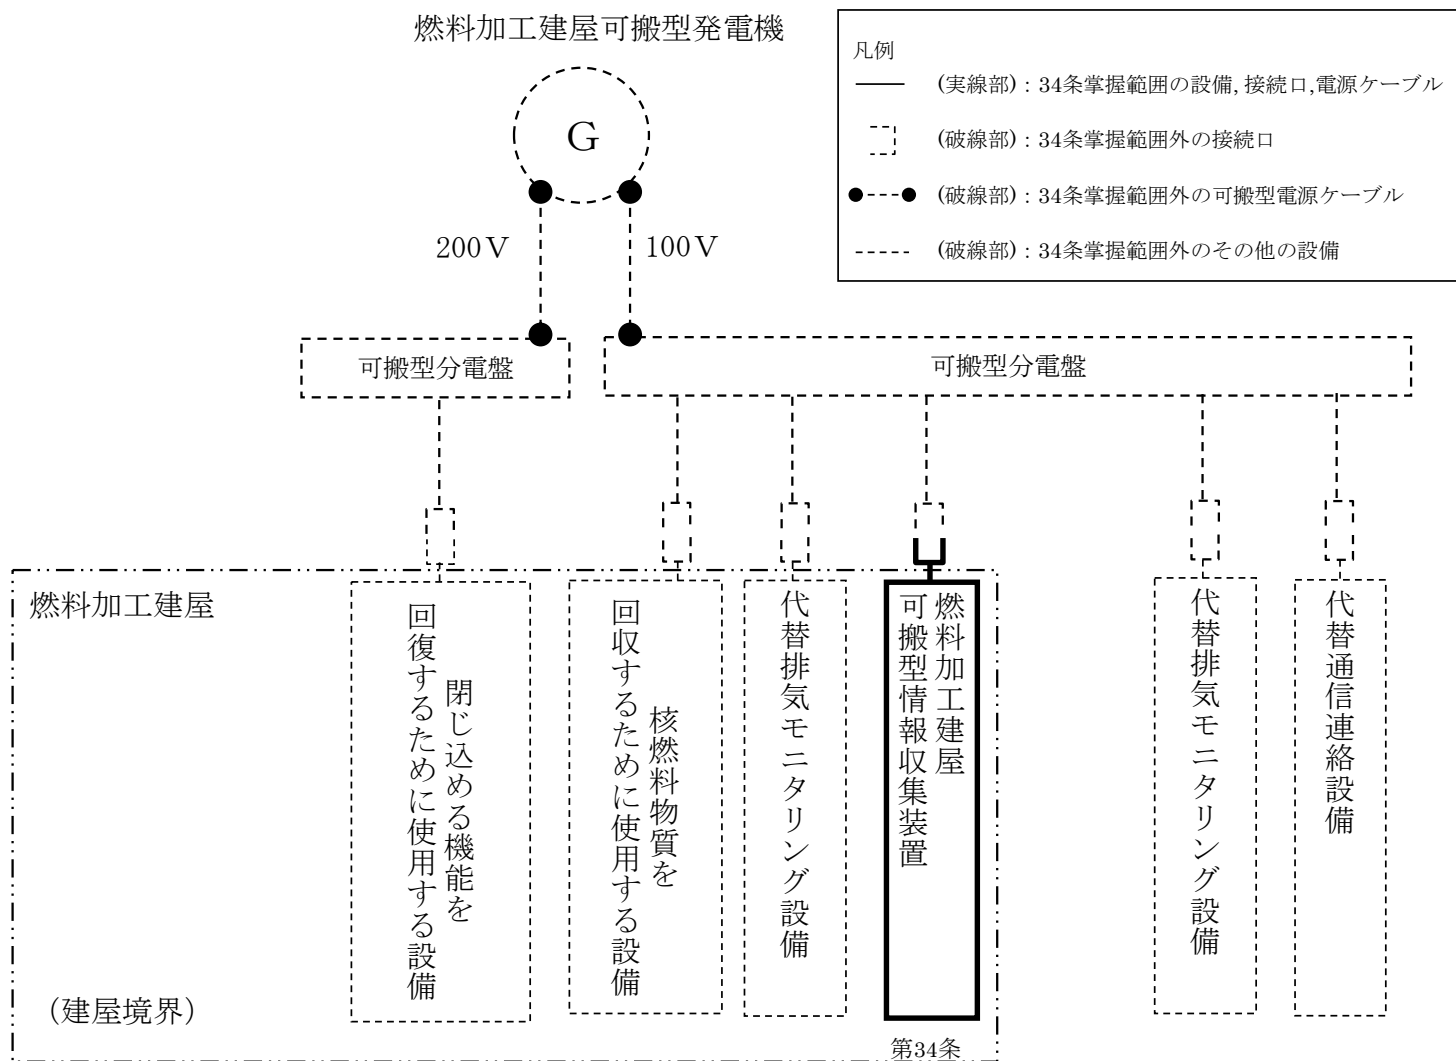 燃料加工建屋可搬型発電機
G
200V
100V
凡例
(実線部)：34条掌握範囲の設備,接続口,電源ケーブル
(破線部)：34条掌握範囲外の接続口
(破線部)：34条掌握範囲外の可搬型電源ケーブル
(破線部)：34条掌握範囲外のその他の設備
可搬型分電盤
可搬型分電盤
燃料加工建屋
閉じ込める機能を
回復するために使用する設備
核燃料物質を
回収するために使用する設備
代替排気モニタリング設備
燃料加工建屋
可搬型情報収集装置
代替排気モニタリング設備
代替通信連絡設備
(建屋境界)
第34条